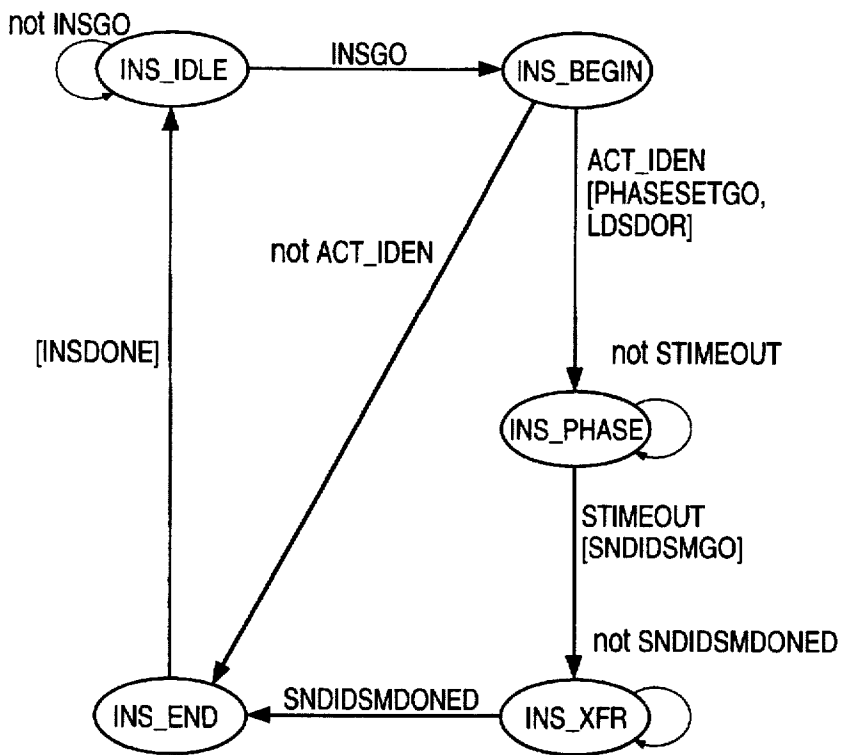 not INSGO
INS_IDLE
INSGO
INS_BEGIN
ACT_IDEN
[PHASESETGO,
LDSDOR]
not ACT_IDEN
[INSDONE]
not STIMEOUT
INS_PHASE
STIMEOUT
[SNDIDSMGO]
not SNDIDSMDONED
INS_END
SNDIDSMDONED
INS_XFR